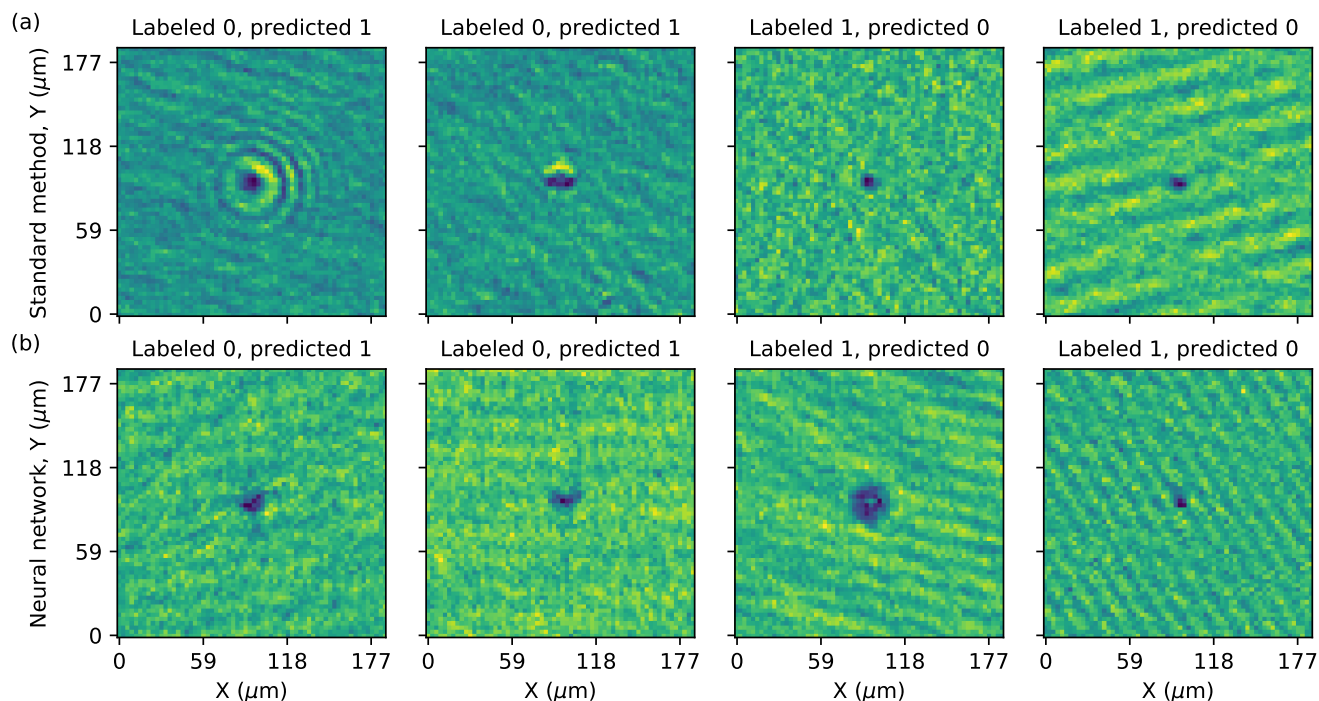 (a)
Labeled 0, predicted 1
Labeled 0, predicted 1
Labeled 1, predicted 0
Labeled 1, predicted 0
Standard method, Y (μm)
177
118
59
0
(b)
Labeled 0, predicted 1
Labeled 0, predicted 1
Labeled 1, predicted 0
Labeled 1, predicted 0
Neural network, Y (μm)
177
118
59
0
0 59 118 177
0 59 118 177
0 59 118 177
0 59 118 177
X (μm)
X (μm)
X (μm)
X (μm)